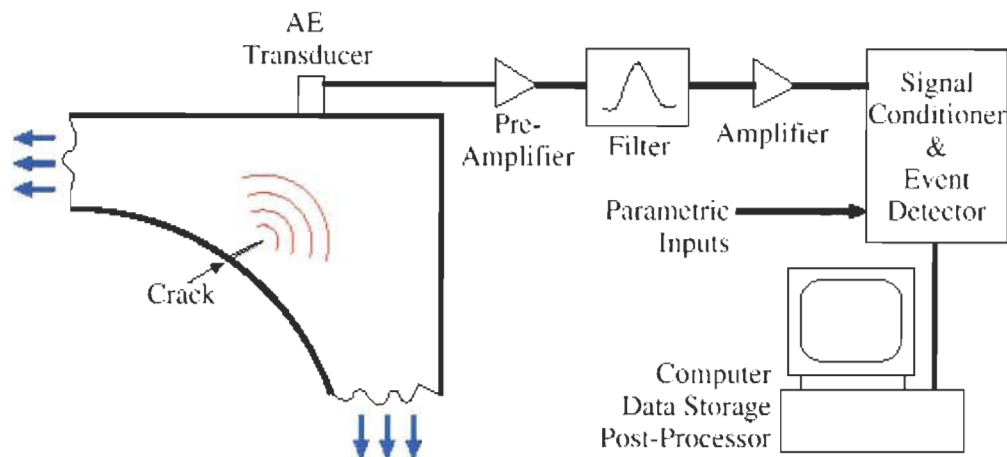 AE
Transducer
Pre-
Amplifier
Filter
Amplifier
Signal
Conditioner
&
Event
Detector
Parametric
Inputs
Crack
Computer
Data Storage
Post-Processor